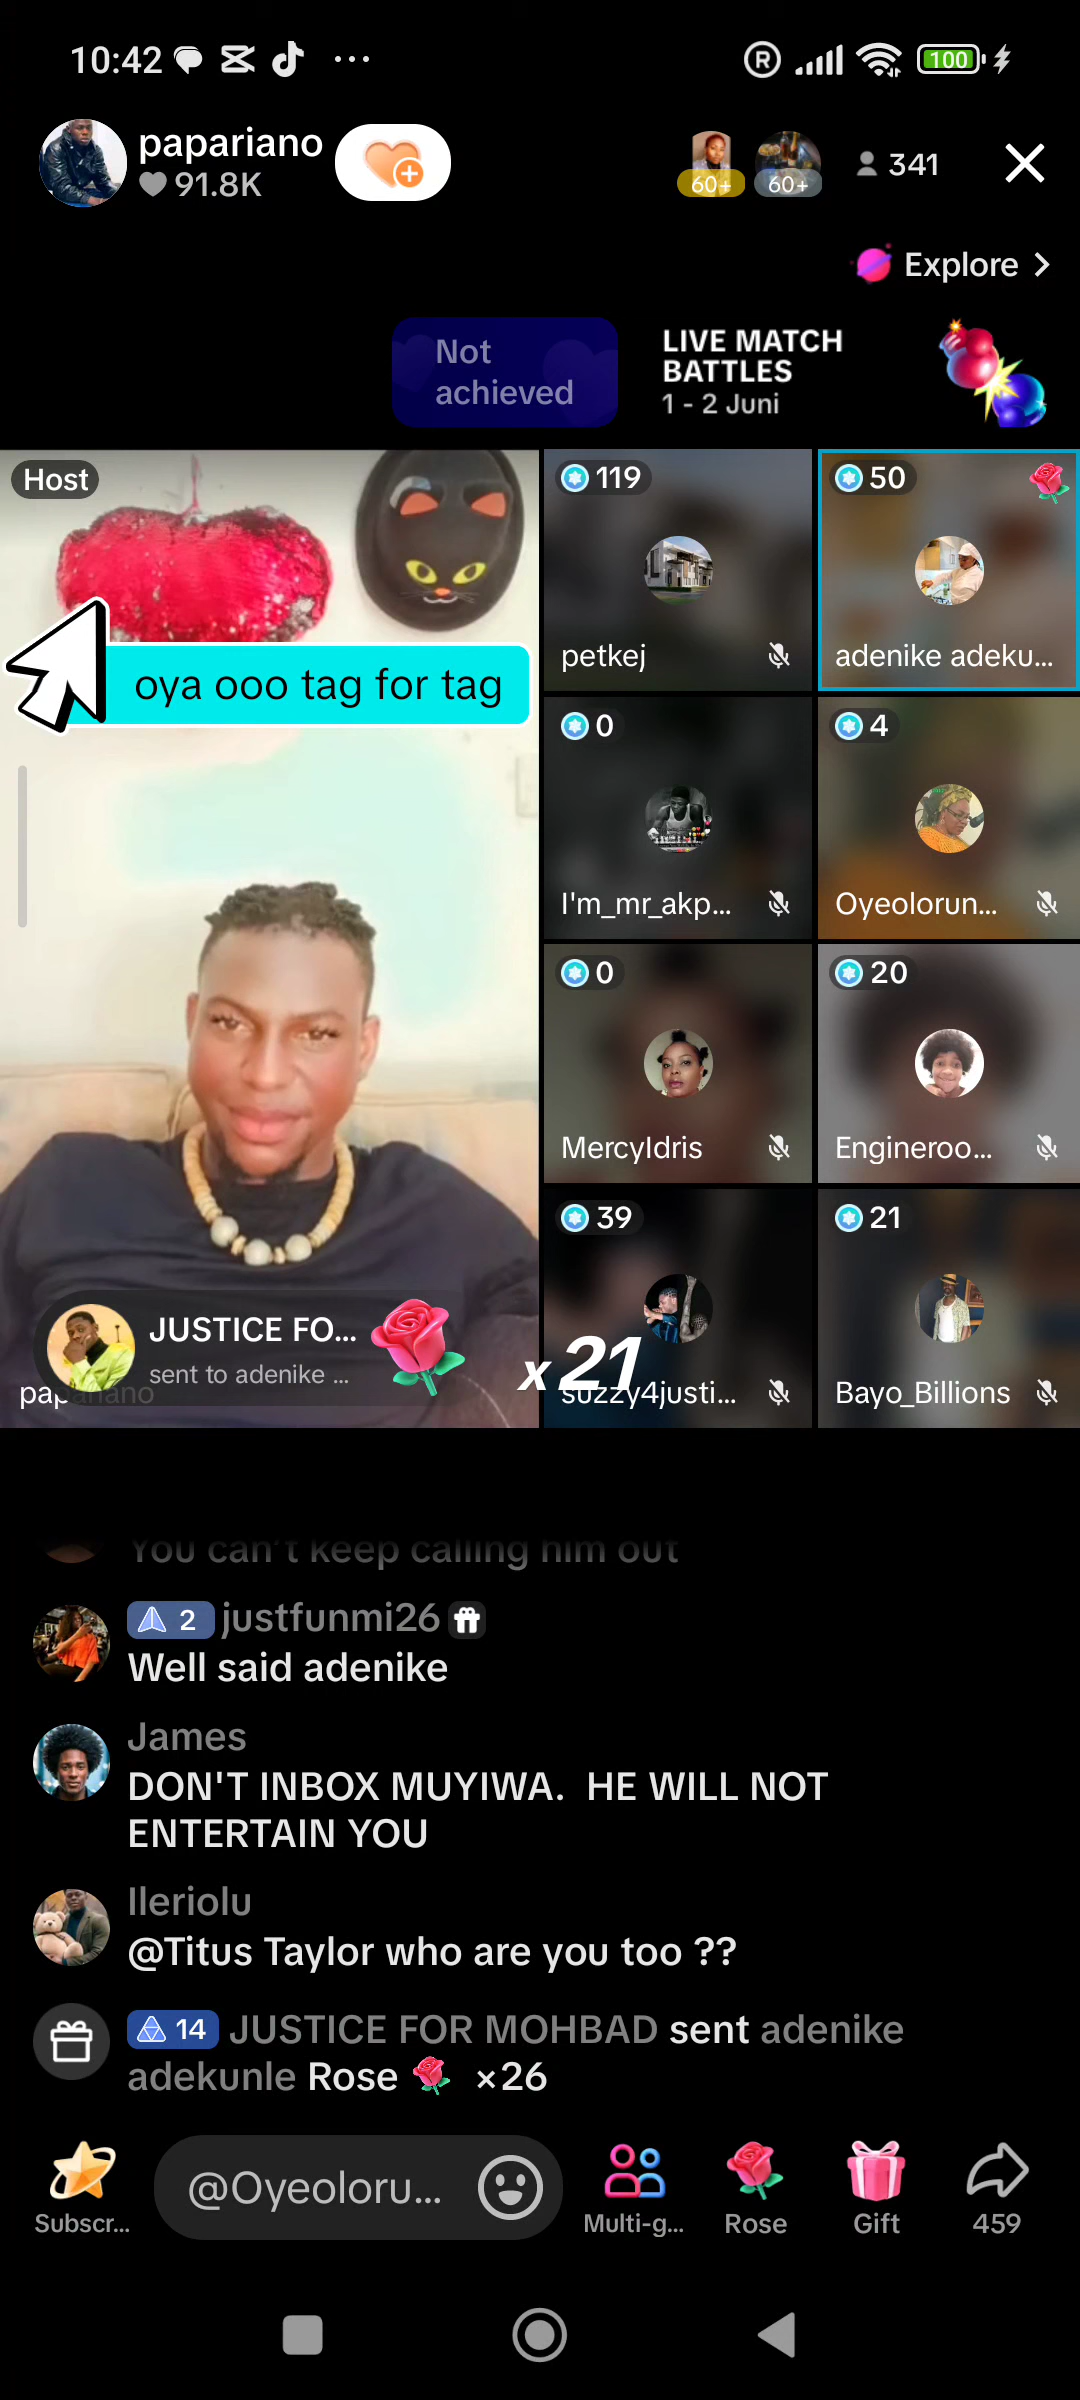 10:42
R
100
papariano
91.8K
60+
60+
341
Explore
Not
achieved
LIVE MATCH
BATTLES
1 - 2 Juni
Host
oya ooo tag for tag
119
petkej
50
adenike adeku...
0
I'm_mr_akp...
4
Oyeolorun...
0
MercyIdris
20
Engineroo...
39
suzzy4justi...
21
Bayo_Billions
JUSTICE FO...
sent to adenike ...
x 21
papariano
You can't keep calling him out
2 justfunmi26
Well said adenike
James
DON'T INBOX MUYIWA. HE WILL NOT
ENTERTAIN YOU
Ileriolu
@Titus Taylor who are you too ??
14 JUSTICE FOR MOHBAD sent adenike
adekunle Rose ×26
@Oyeoloru...
Subscr...
Multi-g...
Rose
Gift
459